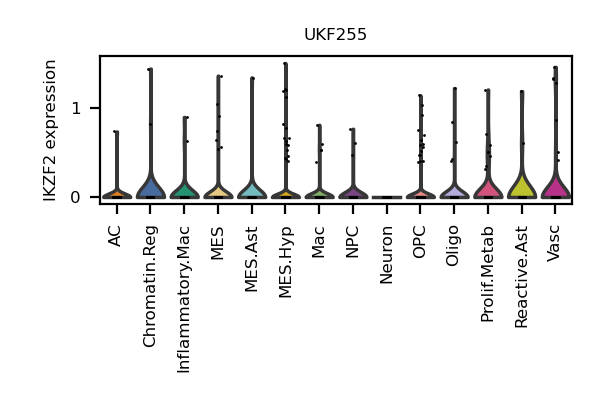 UKF255
IKZF2 expression
1
0
AC
Chromatin.Reg
Inflammatory.Mac
MES
MES.Ast
MES.Hyp
Mac
NPC
Neuron
OPC
Oligo
Prolif.Metab
Reactive.Ast
Vasc